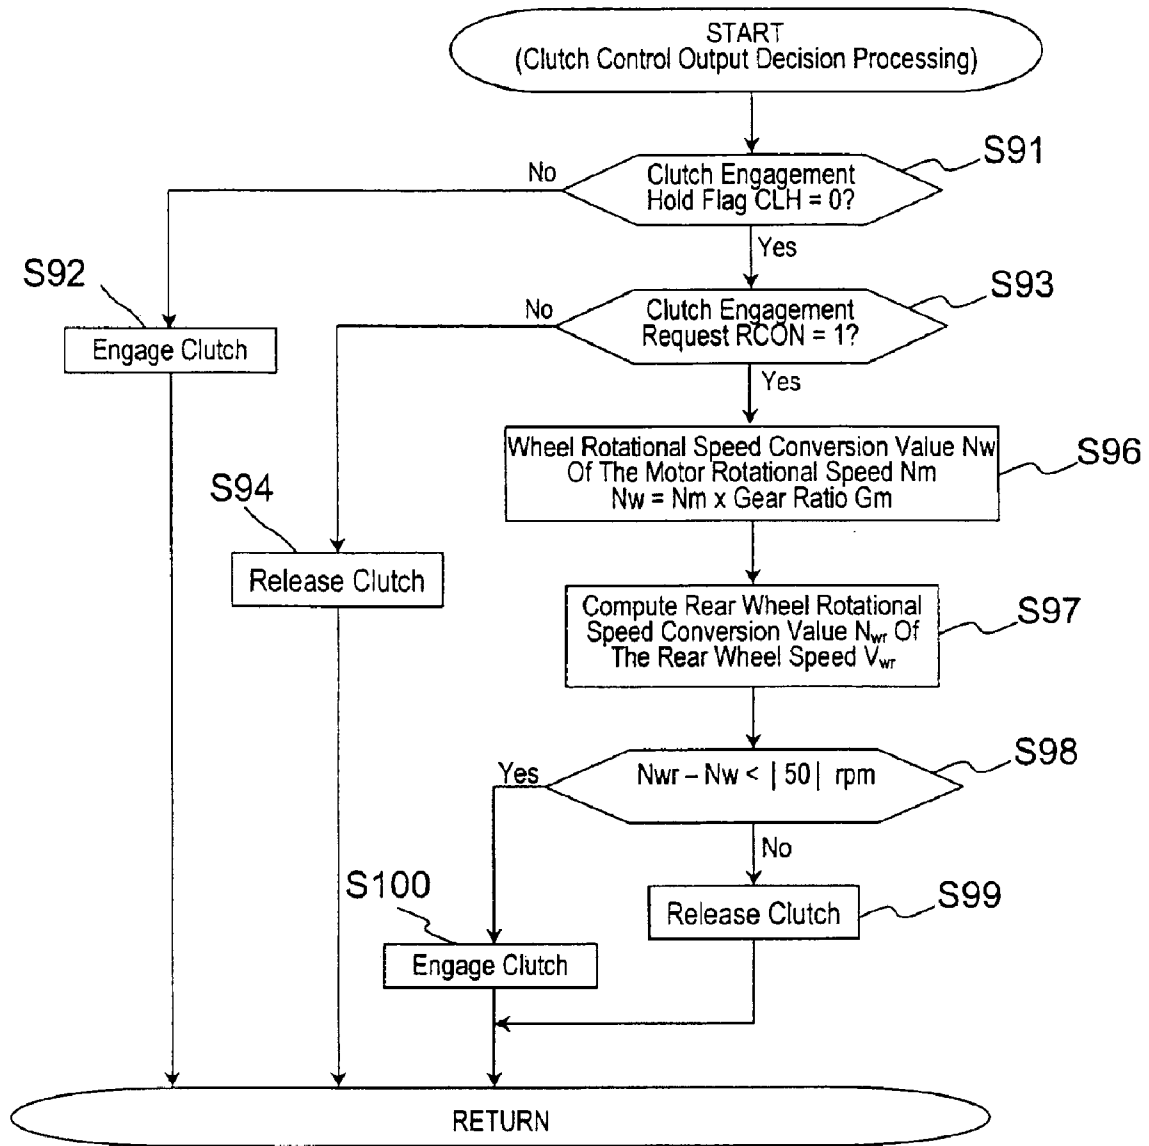 START
(Clutch Control Output Decision Processing)
S91
No
Clutch Engagement
Hold Flag CLH = 0?
Yes
S92
S93
No
Clutch Engagement
Request RCON = 1?
Engage Clutch
Yes
Wheel Rotational Speed Conversion Value Nw
Of The Motor Rotational Speed Nm
Nw = Nm x Gear Ratio Gm
S96
S94
Release Clutch
Compute Rear Wheel Rotational
Speed Conversion Value Nwr Of
The Rear Wheel Speed Vwr
S97
S98
Yes
Nwr – Nw < | 50 | rpm
No
S100
S99
Release Clutch
Engage Clutch
RETURN